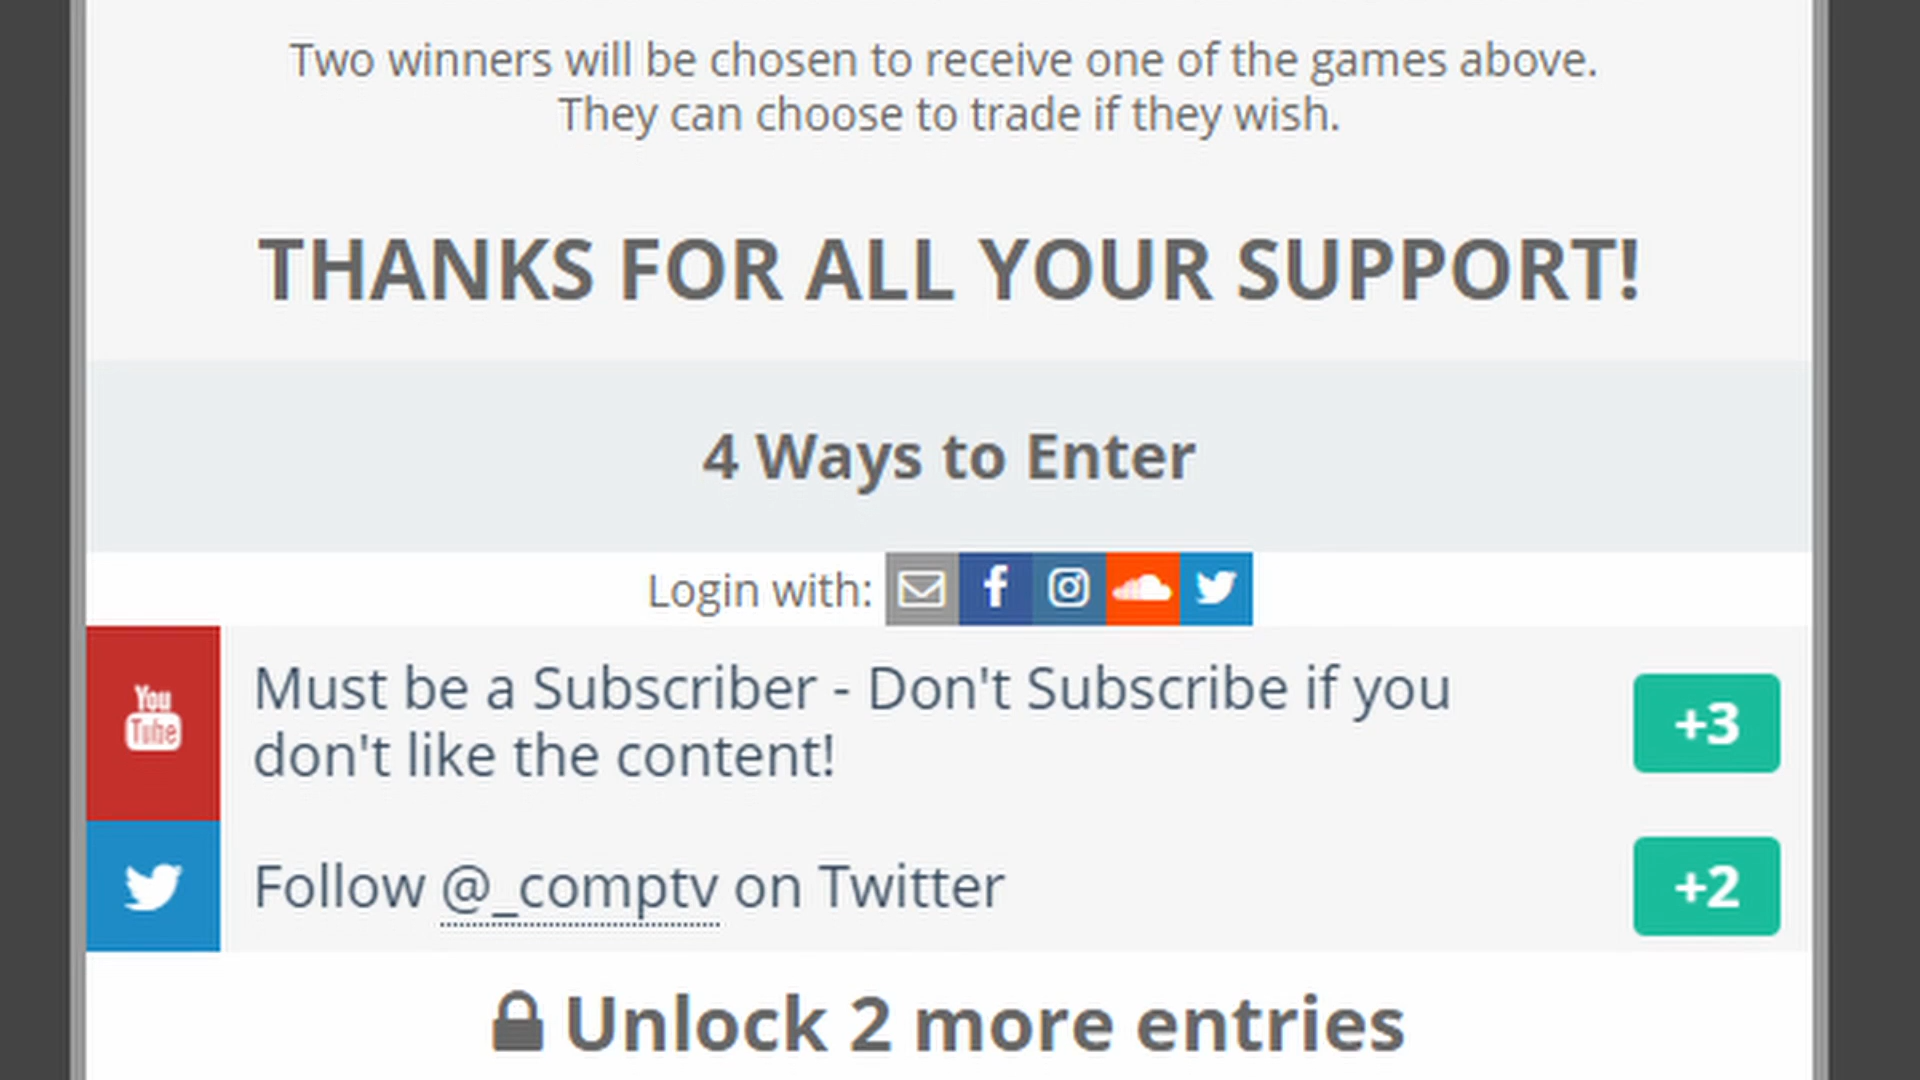 Two winners will be chosen to receive one of the games above.
They can choose to trade if they wish.
THANKS FOR ALL YOUR SUPPORT!
4 Ways to Enter
Login with:
You
Tube
Must be a Subscriber - Don't Subscribe if you
don't like the content!
+3
Follow @_comptv on Twitter
+2
Unlock 2 more entries